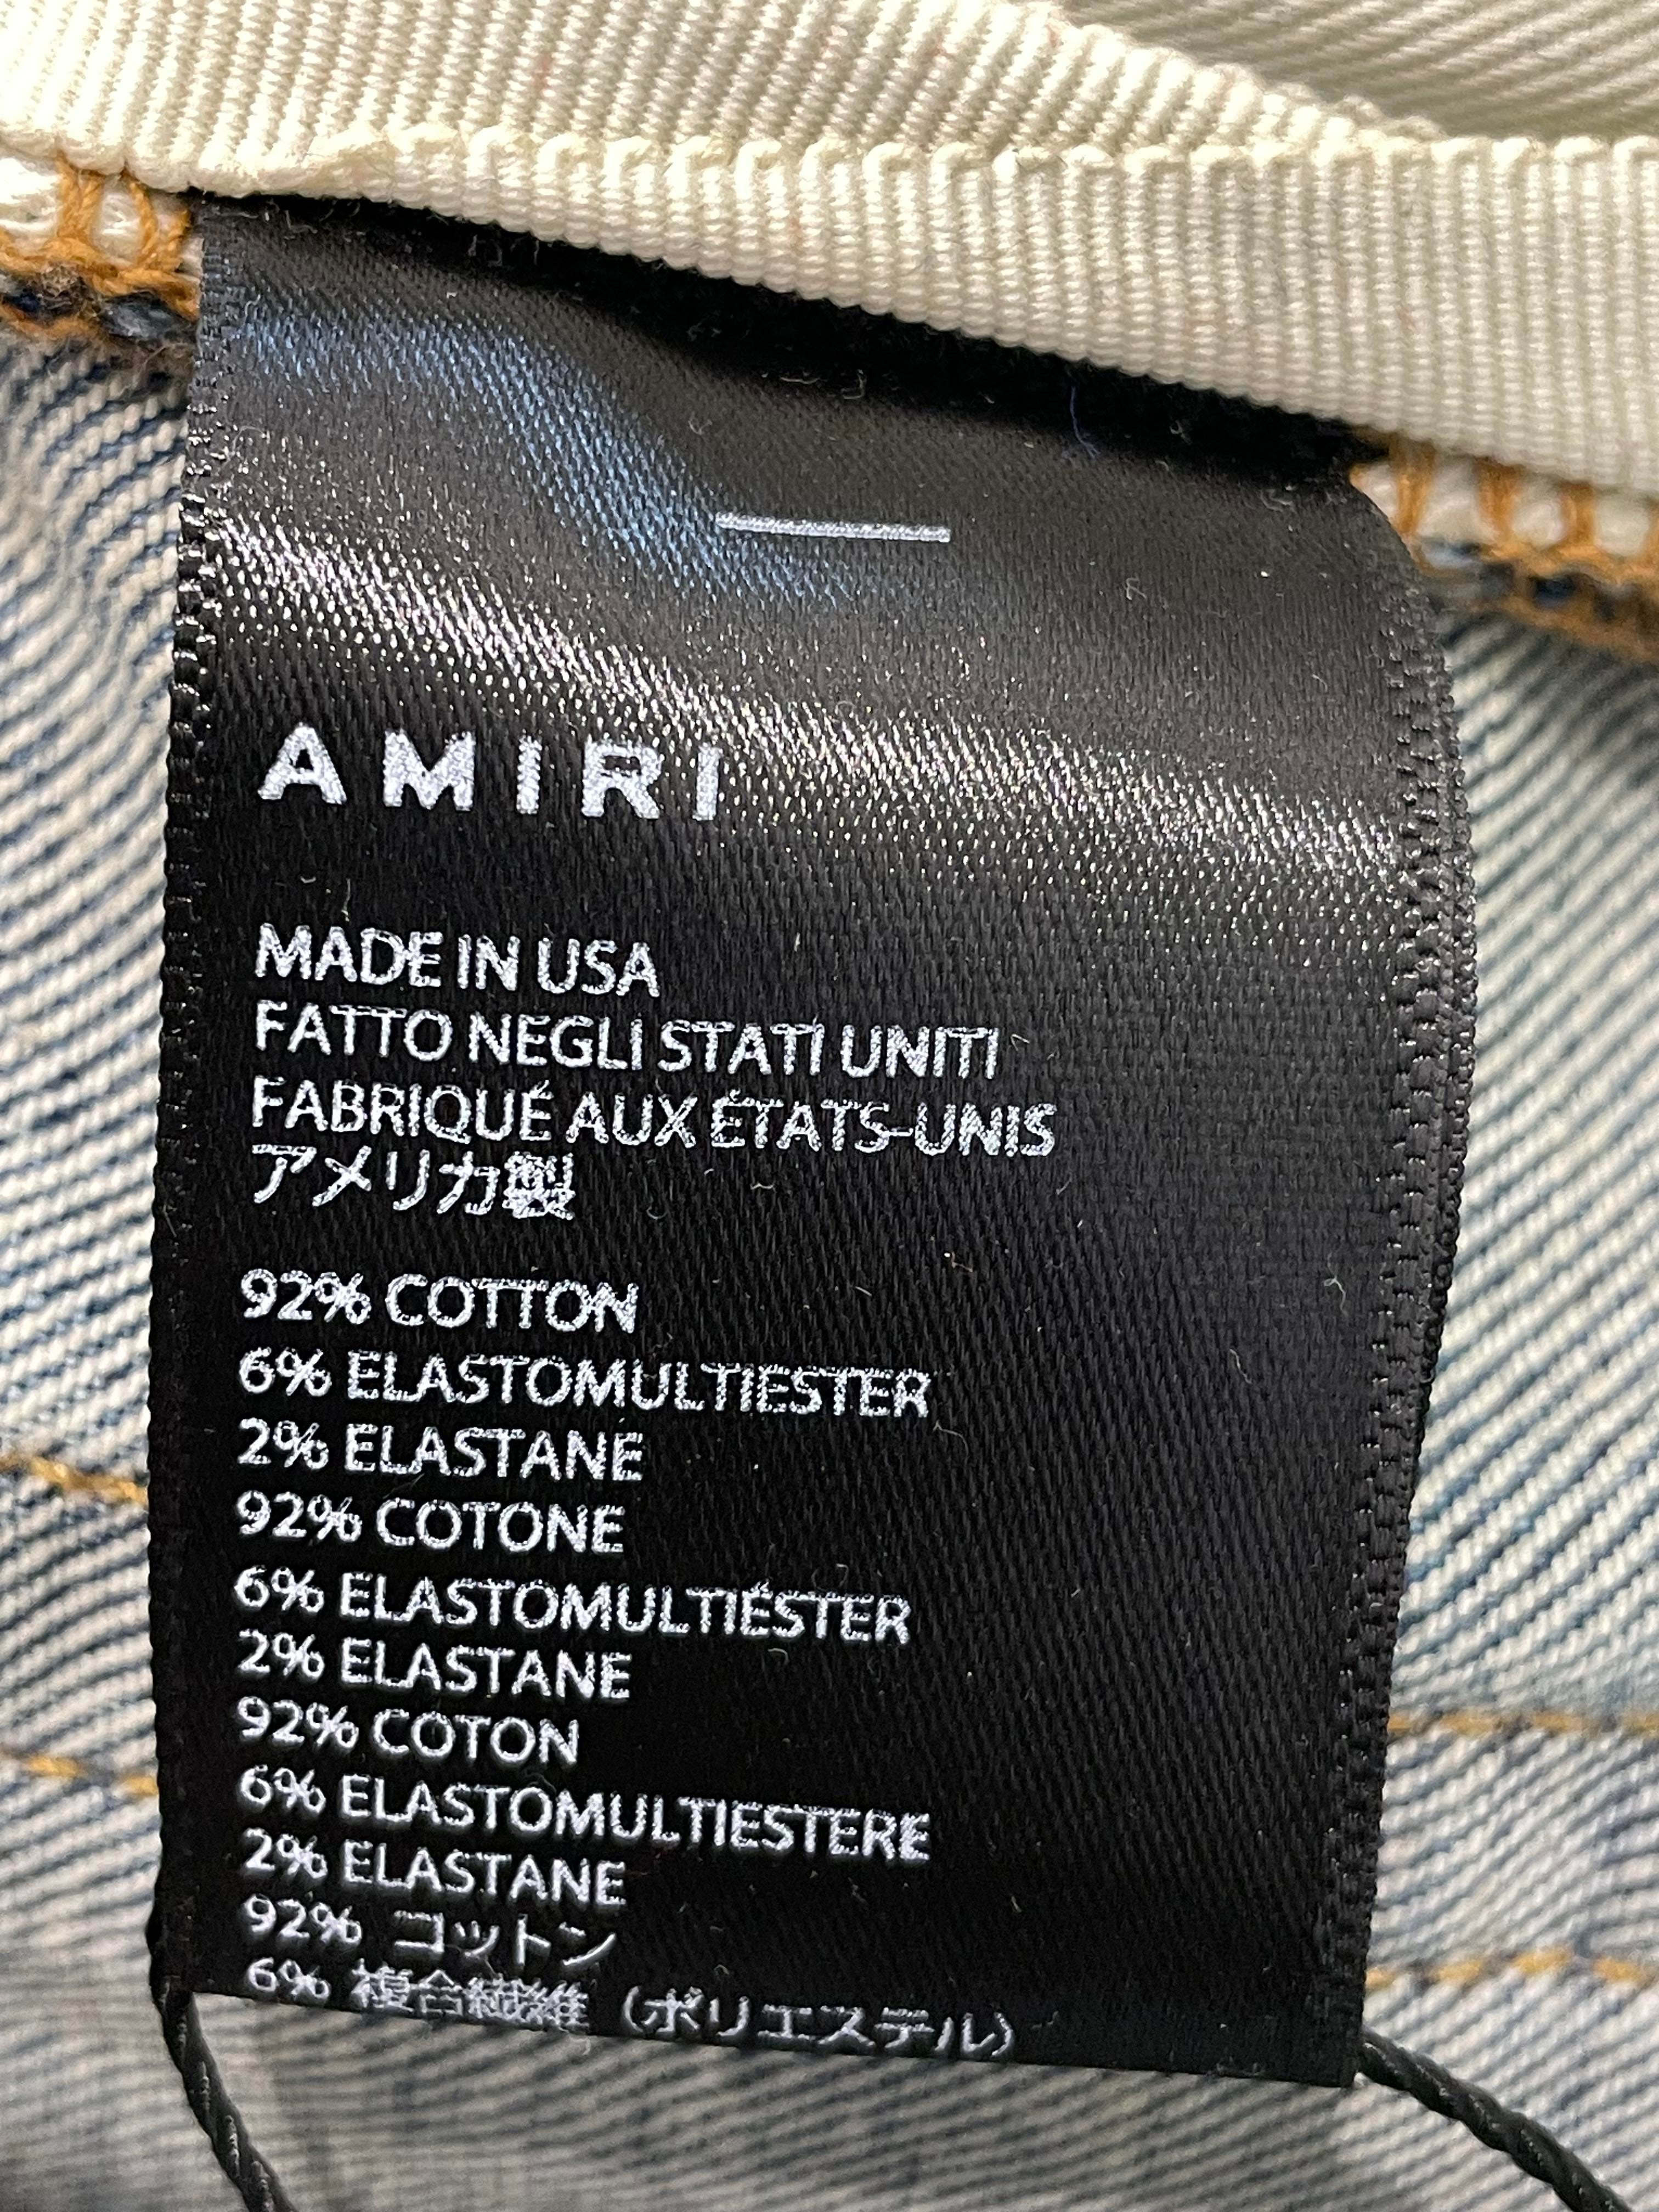 AMIRI
MADE IN USA
FATTO NEGLI STATI UNITI
FABRIQUÉ AUX ÉTATS-UNIS
アメリカ製
92% COTTON
6% ELASTOMULTIESTER
2% ELASTANE
92% COTONE
6% ELASTOMULTIÉSTER
2% ELASTANE
92% COTON
6% ELASTOMULTIESTERE
2% ELASTANE
92% コットン
6% 複合繊維（ポリエステル）